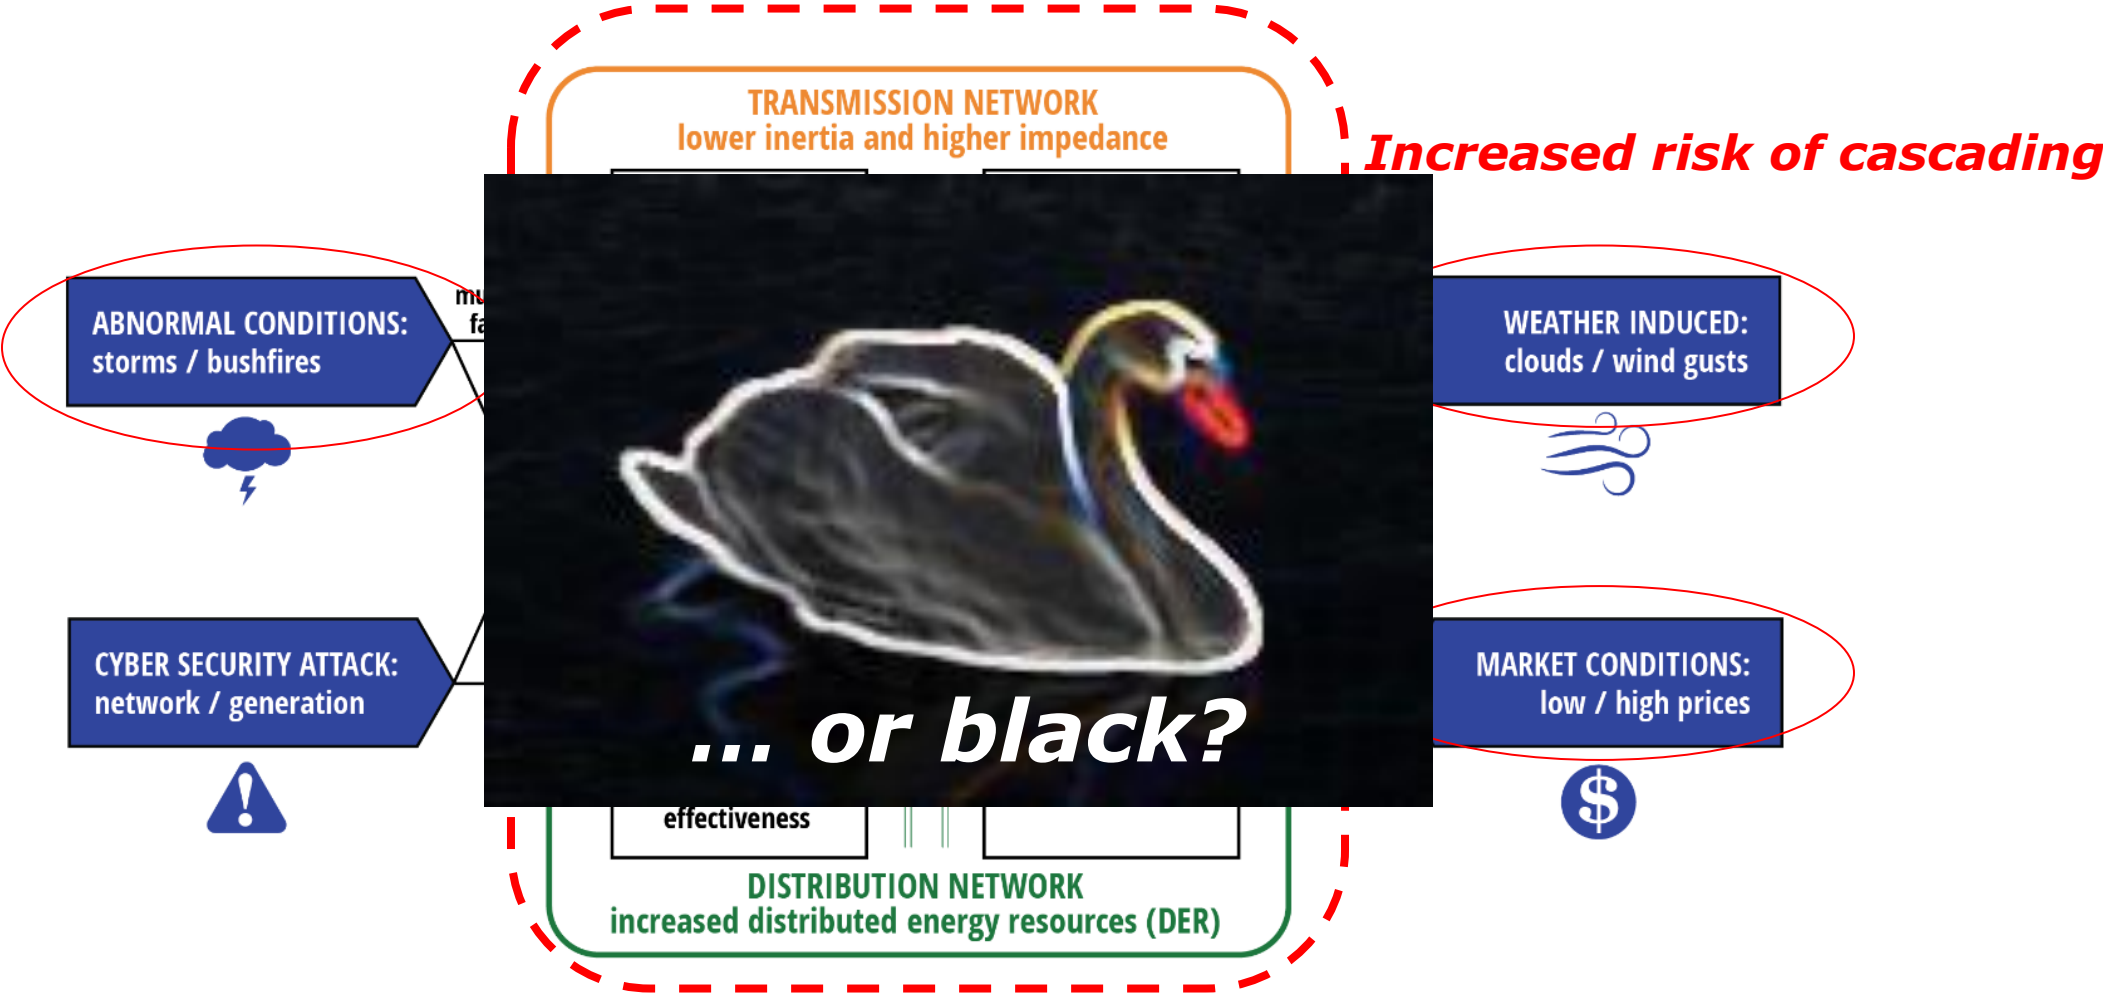 TRANSMISSION NETWORK
lower inertia and higher impedance
Increased risk of cascading
ABNORMAL CONDITIONS:
storms / bushfires
WEATHER INDUCED:
clouds / wind gusts
CYBER SECURITY ATTACK:
network / generation
MARKET CONDITIONS:
low / high prices
... or black?
$
effectiveness
DISTRIBUTION NETWORK
increased distributed energy resources (DER)